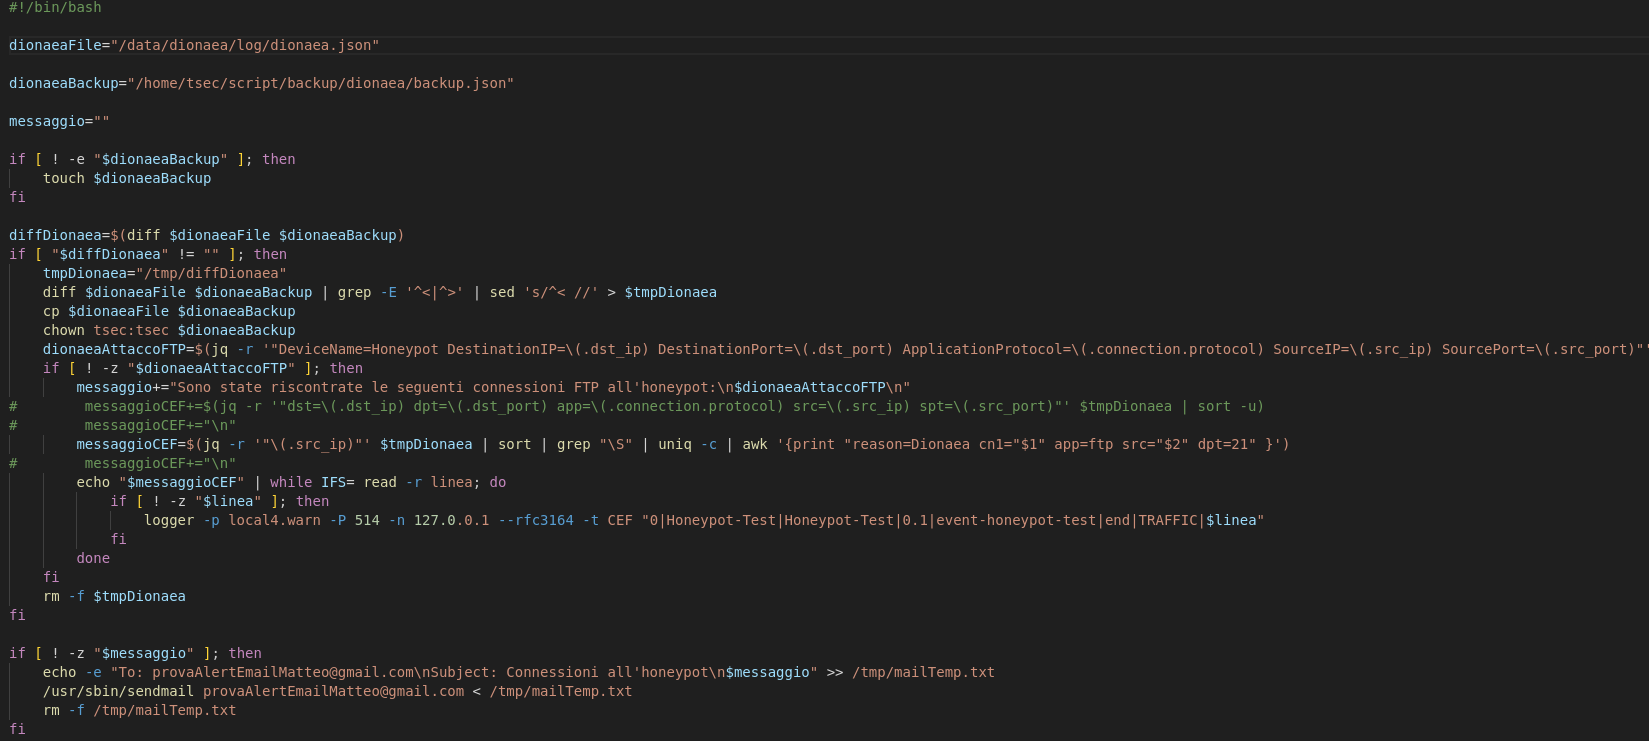 #!/bin/bash
dionaeaFile="/data/dionaea/log/dionaea.json"
dionaeaBackup="/home/tsec/script/backup/dionaea/backup.json"
messaggio=""
if [ ! -e "$dionaeaBackup" ]; then
    touch $dionaeaBackup
fi
diffDionaea=$(diff $dionaeaFile $dionaeaBackup)
if [ "$diffDionaea" != "" ]; then
    tmpDionaea="/tmp/diffDionaea"
    diff $dionaeaFile $dionaeaBackup | grep -E '^<|^>' | sed 's/^< //' > $tmpDionaea
    cp $dionaeaFile $dionaeaBackup
    chown tsec:tsec $dionaeaBackup
    dionaeaAttaccoFTP=$(jq -r '"DeviceName=Honeypot DestinationIP=\(.dst_ip) DestinationPort=\(.dst_port) ApplicationProtocol=\(.connection.protocol) SourceIP=\(.src_ip) SourcePort=\(.src_port)"'
    if [ ! -z "$dionaeaAttaccoFTP" ]; then
        messaggio+="Sono state riscontrate le seguenti connessioni FTP all'honeypot:\n$dionaeaAttaccoFTP\n"
#        messaggioCEF+=$(jq -r '"dst=\(.dst_ip) dpt=\(.dst_port) app=\(.connection.protocol) src=\(.src_ip) spt=\(.src_port)"' $tmpDionaea | sort -u)
#        messaggioCEF+="\n"
        messaggioCEF=$(jq -r '"\(.src_ip)"' $tmpDionaea | sort | grep "\S" | uniq -c | awk '{print "reason=Dionaea cn1="$1" app=ftp src="$2" dpt=21" }')
#        messaggioCEF+="\n"
        echo "$messaggioCEF" | while IFS= read -r linea; do
            if [ ! -z "$linea" ]; then
                logger -p local4.warn -P 514 -n 127.0.0.1 --rfc3164 -t CEF "0|Honeypot-Test|Honeypot-Test|0.1|event-honeypot-test|end|TRAFFIC|$linea"
            fi
        done
    fi
    rm -f $tmpDionaea
fi
if [ ! -z "$messaggio" ]; then
    echo -e "To: provaAlertEmailMatteo@gmail.com\nSubject: Connessioni all'honeypot\n$messaggio" >> /tmp/mailTemp.txt
    /usr/sbin/sendmail provaAlertEmailMatteo@gmail.com < /tmp/mailTemp.txt
    rm -f /tmp/mailTemp.txt
fi